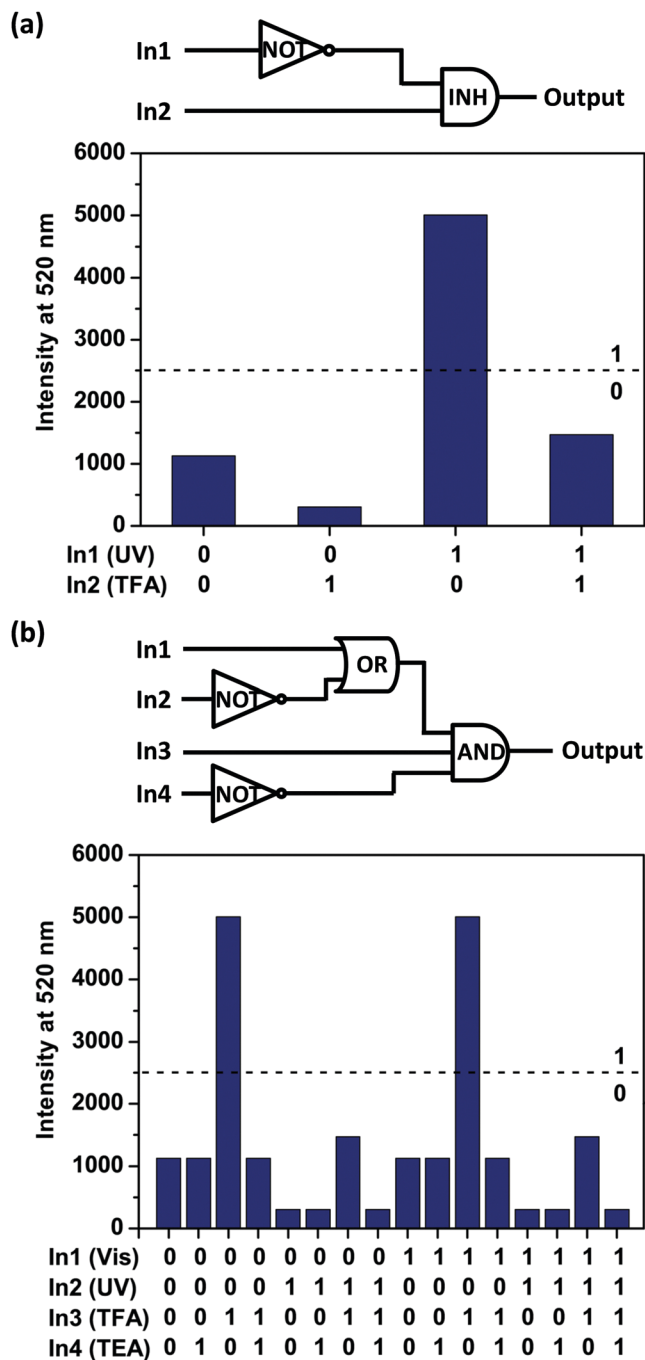 (a)
In1 NOT
INH Output
In2
6000
5000
4000
3000
2000
1000
0
Intensity at 520 nm
1
0
In1 (UV) 0 0 1 1
In2 (TFA) 0 1 0 1
(b)
In1
OR
In2 NOT
In3 AND Output
In4 NOT
6000
5000
4000
3000
2000
1000
0
Intensity at 520 nm
1
0
In1 (Vis) 0 0 0 0 0 0 0 0 1 1 1 1 1 1 1 1
In2 (UV) 0 0 0 0 1 1 1 1 0 0 0 0 1 1 1 1
In3 (TFA) 0 0 1 1 0 0 1 1 0 0 1 1 0 0 1 1
In4 (TEA) 0 1 0 1 0 1 0 1 0 1 0 1 0 1 0 1